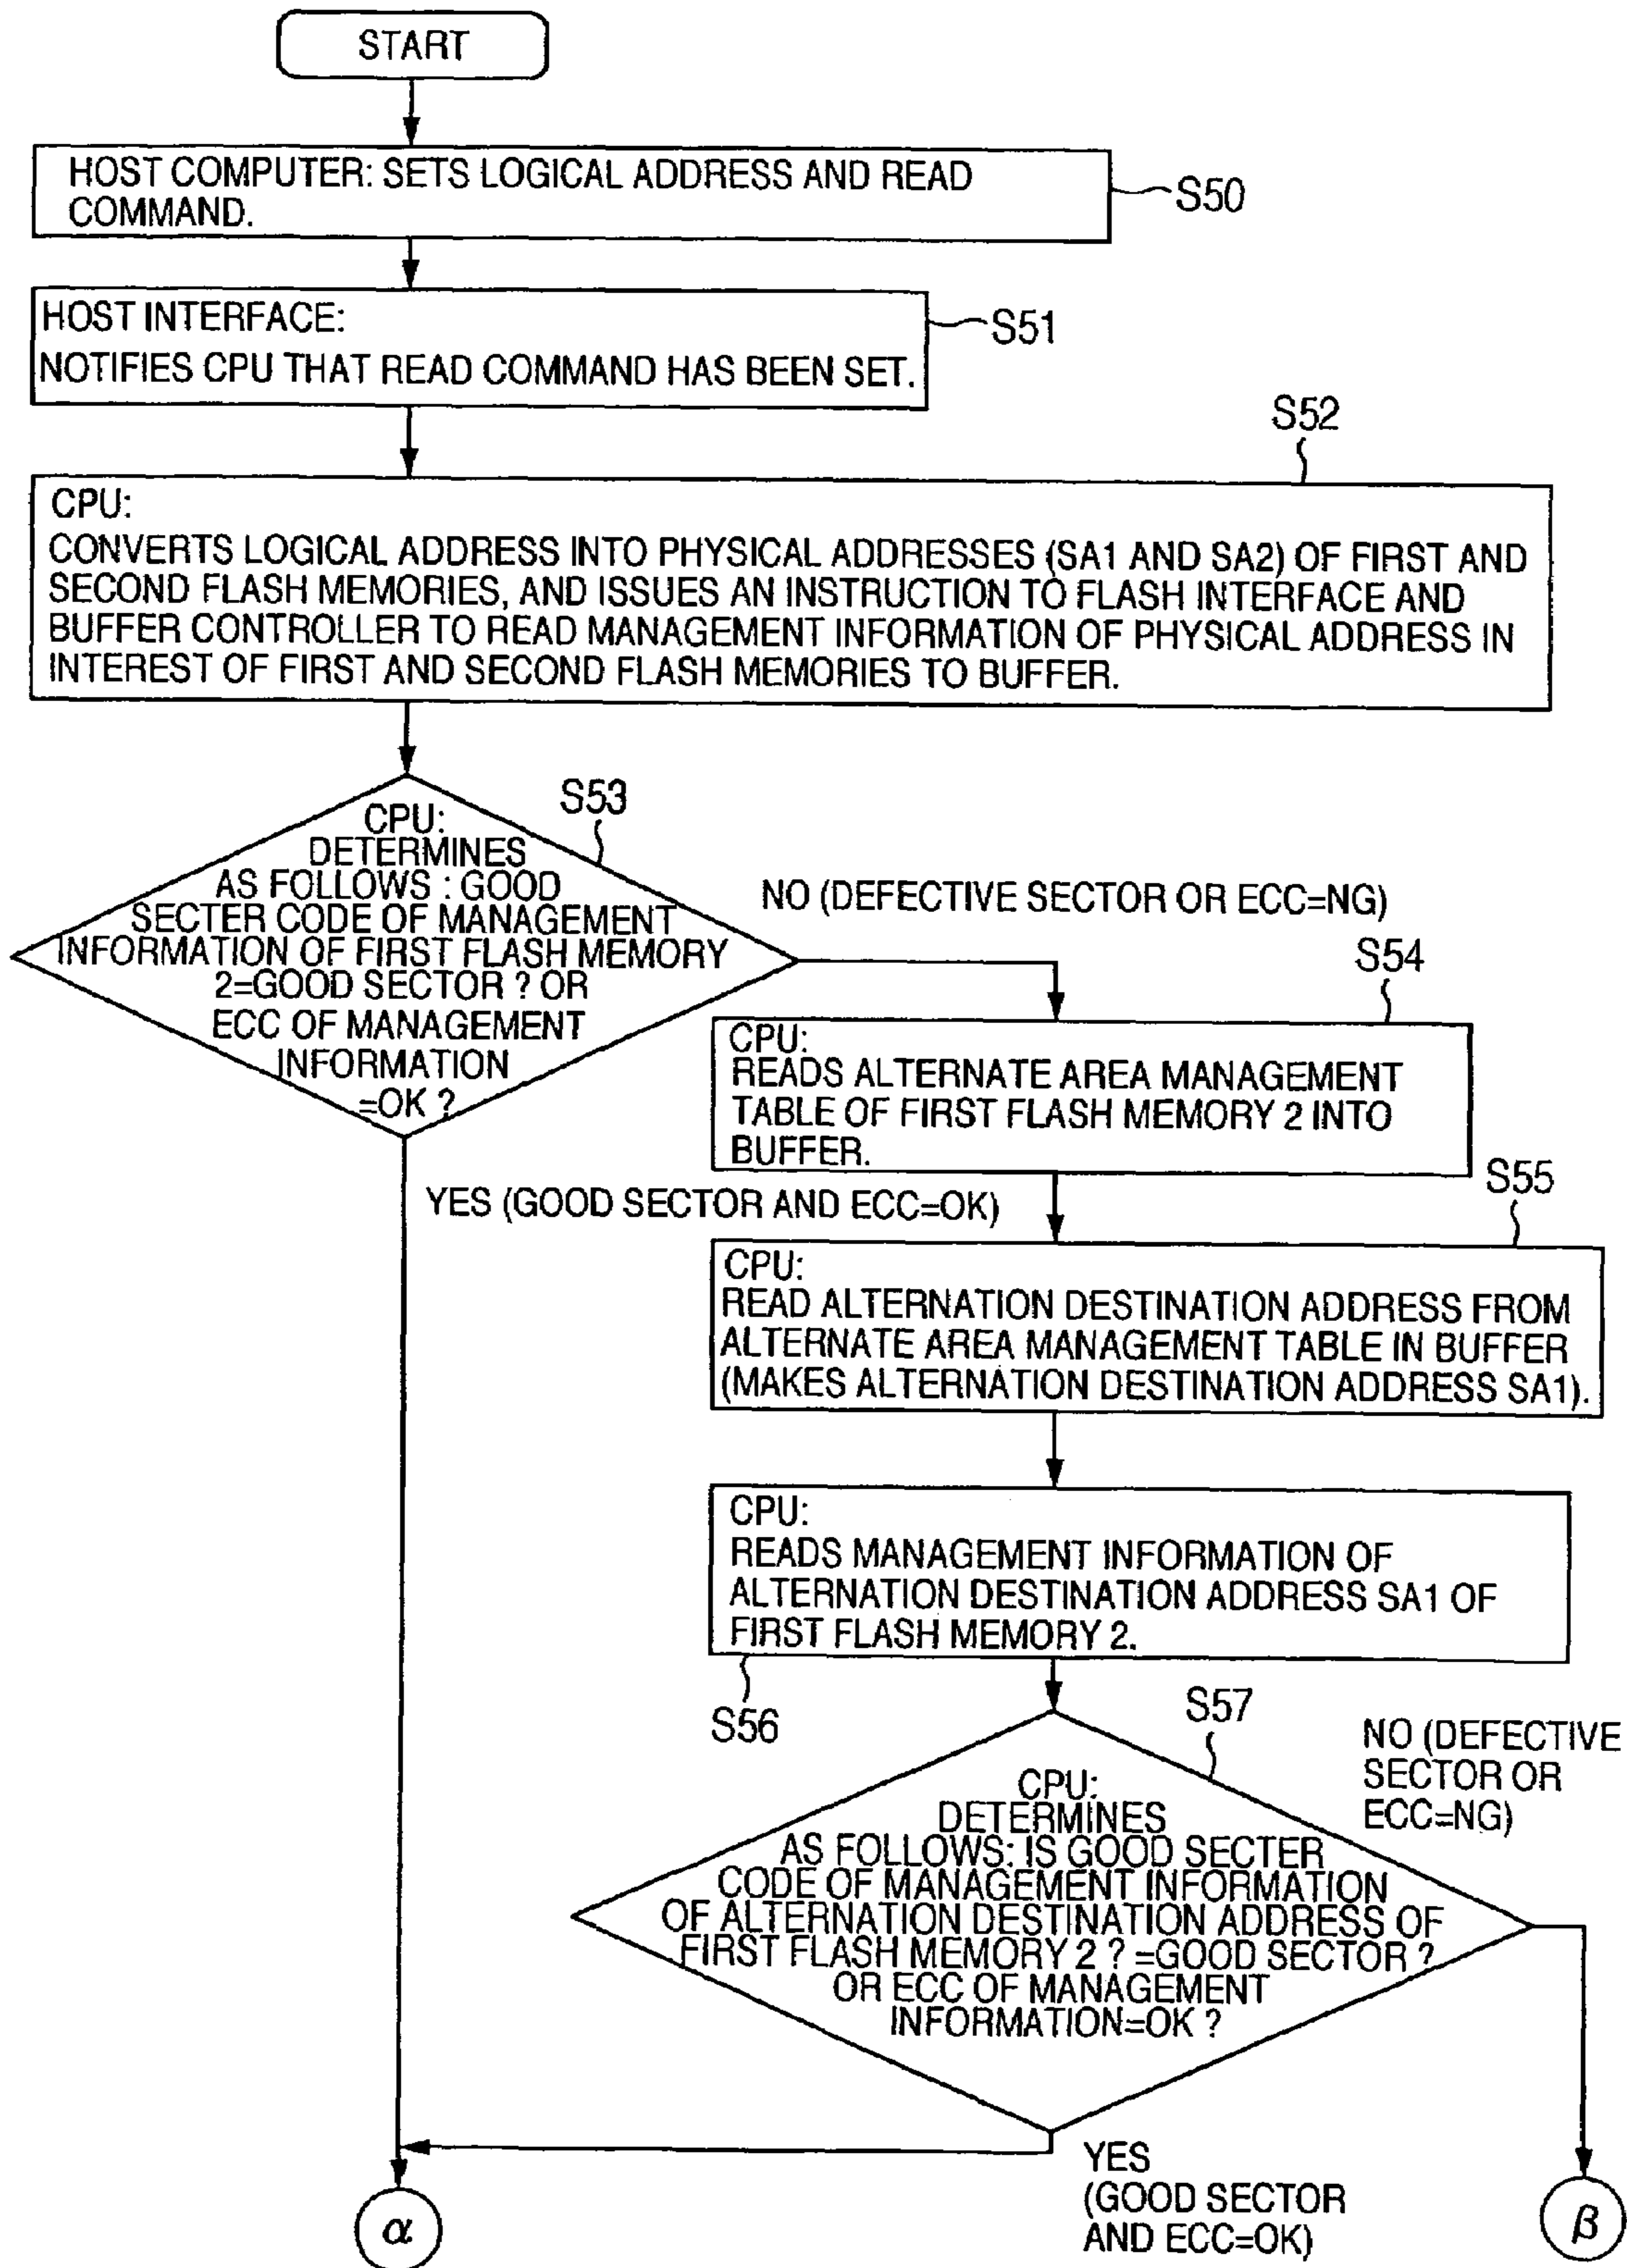 START
HOST COMPUTER: SETS LOGICAL ADDRESS AND READ
COMMAND.
S50
HOST INTERFACE:
NOTIFIES CPU THAT READ COMMAND HAS BEEN SET.
S51
S52
CPU:
CONVERTS LOGICAL ADDRESS INTO PHYSICAL ADDRESSES (SA1 AND SA2) OF FIRST AND
SECOND FLASH MEMORIES, AND ISSUES AN INSTRUCTION TO FLASH INTERFACE AND
BUFFER CONTROLLER TO READ MANAGEMENT INFORMATION OF PHYSICAL ADDRESS IN
INTEREST OF FIRST AND SECOND FLASH MEMORIES TO BUFFER.
S53
CPU:
DETERMINES
AS FOLLOWS : GOOD
SECTER CODE OF MANAGEMENT
INFORMATION OF FIRST FLASH MEMORY
2=GOOD SECTOR ? OR
ECC OF MANAGEMENT
INFORMATION
=OK ?
NO (DEFECTIVE SECTOR OR ECC=NG)
S54
CPU:
READS ALTERNATE AREA MANAGEMENT
TABLE OF FIRST FLASH MEMORY 2 INTO
BUFFER.
YES (GOOD SECTOR AND ECC=OK)
S55
CPU:
READ ALTERNATION DESTINATION ADDRESS FROM
ALTERNATE AREA MANAGEMENT TABLE IN BUFFER
(MAKES ALTERNATION DESTINATION ADDRESS SA1).
CPU:
READS MANAGEMENT INFORMATION OF
ALTERNATION DESTINATION ADDRESS SA1 OF
FIRST FLASH MEMORY 2.
S56
S57
CPU:
DETERMINES
AS FOLLOWS: IS GOOD SECTER
CODE OF MANAGEMENT INFORMATION
OF ALTERNATION DESTINATION ADDRESS OF
FIRST FLASH MEMORY 2 ? =GOOD SECTOR ?
OR ECC OF MANAGEMENT
INFORMATION=OK ?
NO (DEFECTIVE
SECTOR OR
ECC=NG)
YES
(GOOD SECTOR
AND ECC=OK)
α
β